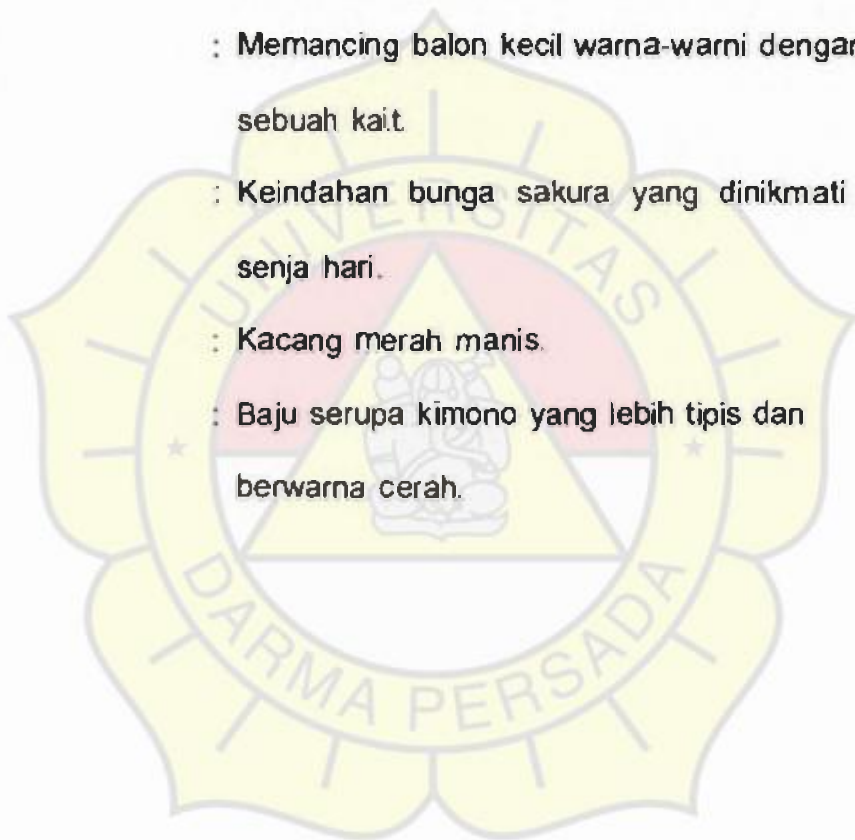 : Memancing balon kecil warna-warni dengan
sebuah kait.
: Keindahan bunga sakura yang dinikmati
senja hari.
: Kacang merah manis.
: Baju serupa kimono yang lebih tipis dan
berwarna cerah.
UNIVERSITAS
DARMA PERSADA